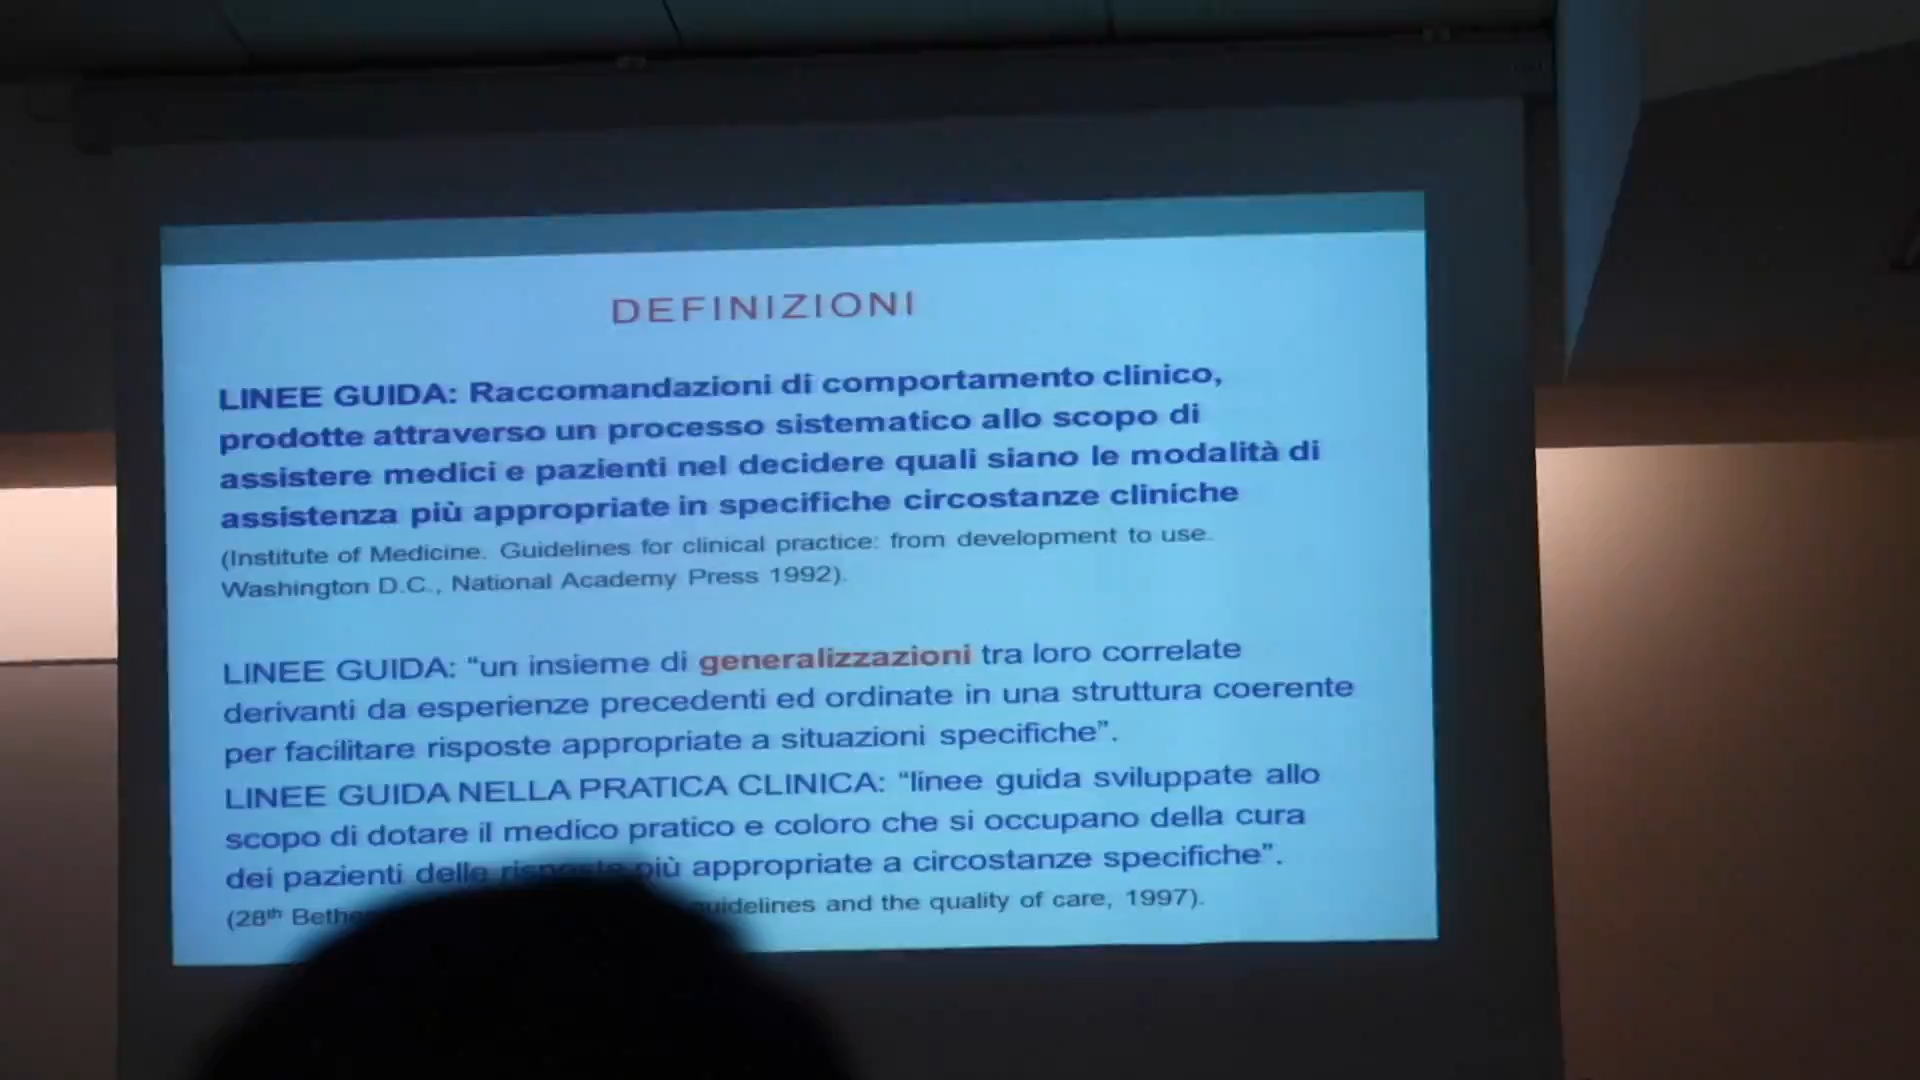 DEFINIZIONI
LINEE GUIDA: Raccomandazioni di comportamento clinico,
prodotte attraverso un processo sistematico allo scopo di
assistere medici e pazienti nel decidere quali siano le modalità di
assistenza più appropriate in specifiche circostanze cliniche
(Institute of Medicine. Guidelines for clinical practice: from development to use.
Washington D.C., National Academy Press 1992).
LINEE GUIDA: “un insieme di generalizzazioni tra loro correlate
derivanti da esperienze precedenti ed ordinate in una struttura coerente
per facilitare risposte appropriate a situazioni specifiche”.
LINEE GUIDA NELLA PRATICA CLINICA: “linee guida sviluppate allo
scopo di dotare il medico pratico e coloro che si occupano della cura
dei pazienti delle risposte più appropriate a circostanze specifiche”.
(28th and the quality of care, 1997).